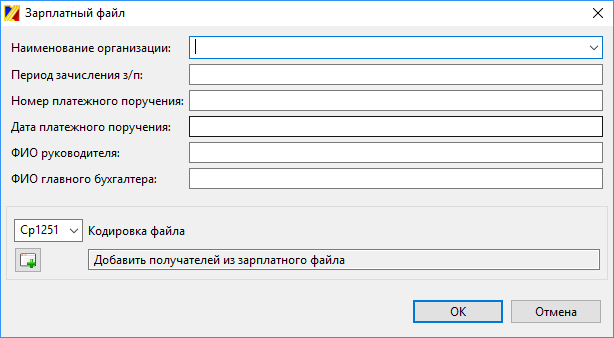 Зарплатный файл
Наименование организации:
Период зачисления з/п:
Номер платежного поручения:
Дата платежного поручения:
ФИО руководителя:
ФИО главного бухгалтера:
Cp1251 Кодировка файла
Добавить получателей из зарплатного файла
ОК Отмена